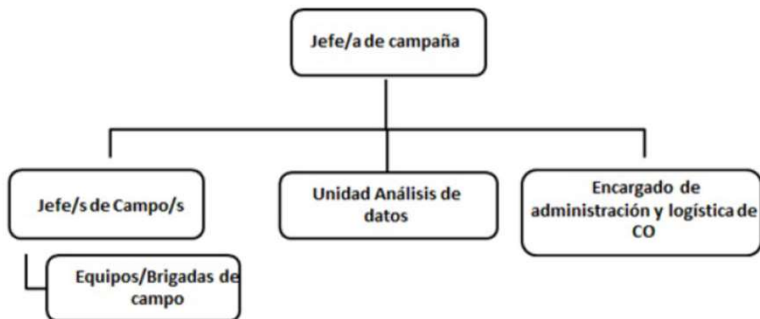 Jefe/a de campaña
Jefe/s de Campo/s
Unidad Análisis de
datos
Encargado de
administración y logística de
CO
Equipos/Brigadas de
campo